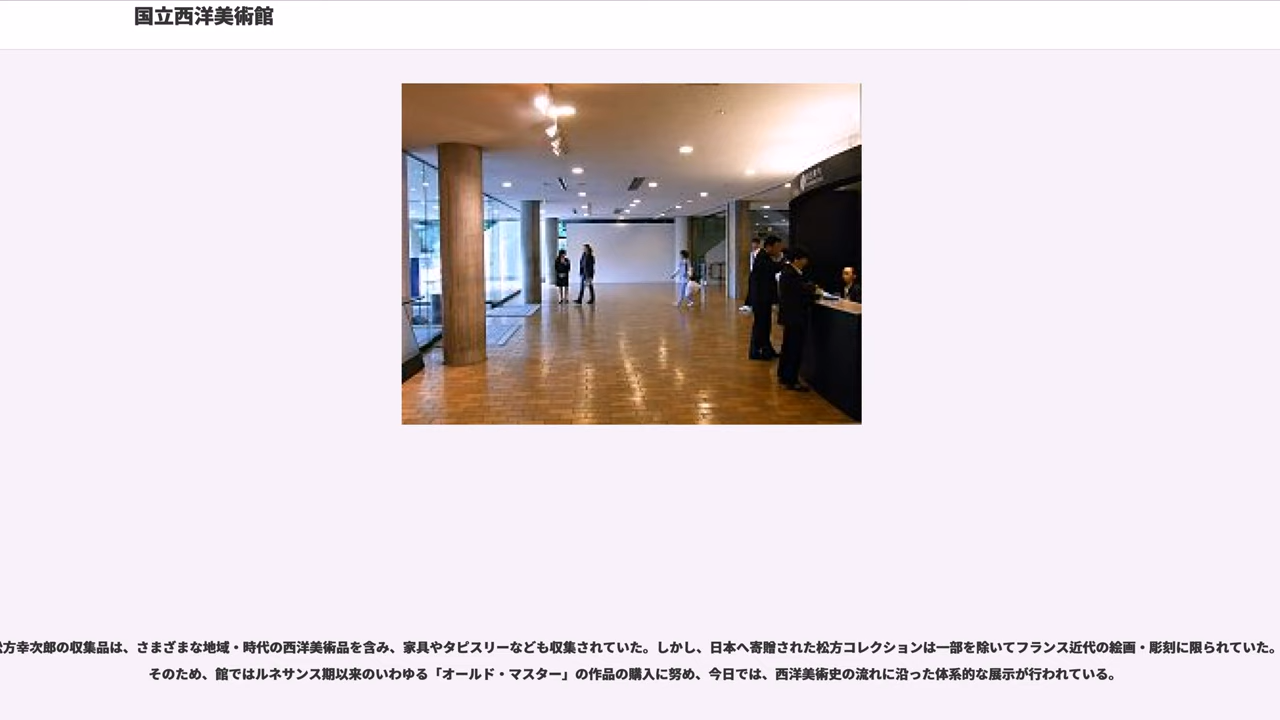 国立西洋美術館
方幸次郎の収集品は、さまざまな地域・時代の西洋美術品を含み、家具やタピスリーなども収集されていた。しかし、日本へ寄贈された松方コレクションは一部を除いてフランス近代の絵画・彫刻に限られていた。
そのため、館ではルネサンス期以来のいわゆる「オールド・マスター」の作品の購入に努め、今日では、西洋美術史の流れに沿った体系的な展示が行われている。